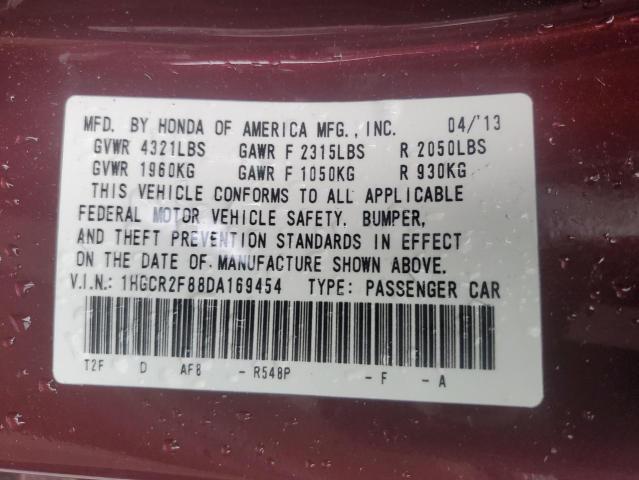 MFD. BY HONDA OF AMERICA MFG., INC. 04/'13
GVWR 4321LBS GAWR F 2315LBS R 2050LBS
GVWR 1960KG GAWR F 1050KG R 930KG
THIS VEHICLE CONFORMS TO ALL APPLICABLE
FEDERAL MOTOR VEHICLE SAFETY, BUMPER,
AND THEFT PREVENTION STANDARDS IN EFFECT
ON THE DATE OF MANUFACTURE SHOWN ABOVE.
V.I.N.: 1HGCR2F88DA169454 TYPE: PASSENGER CAR
T2F D AF8 - R548P - F - A